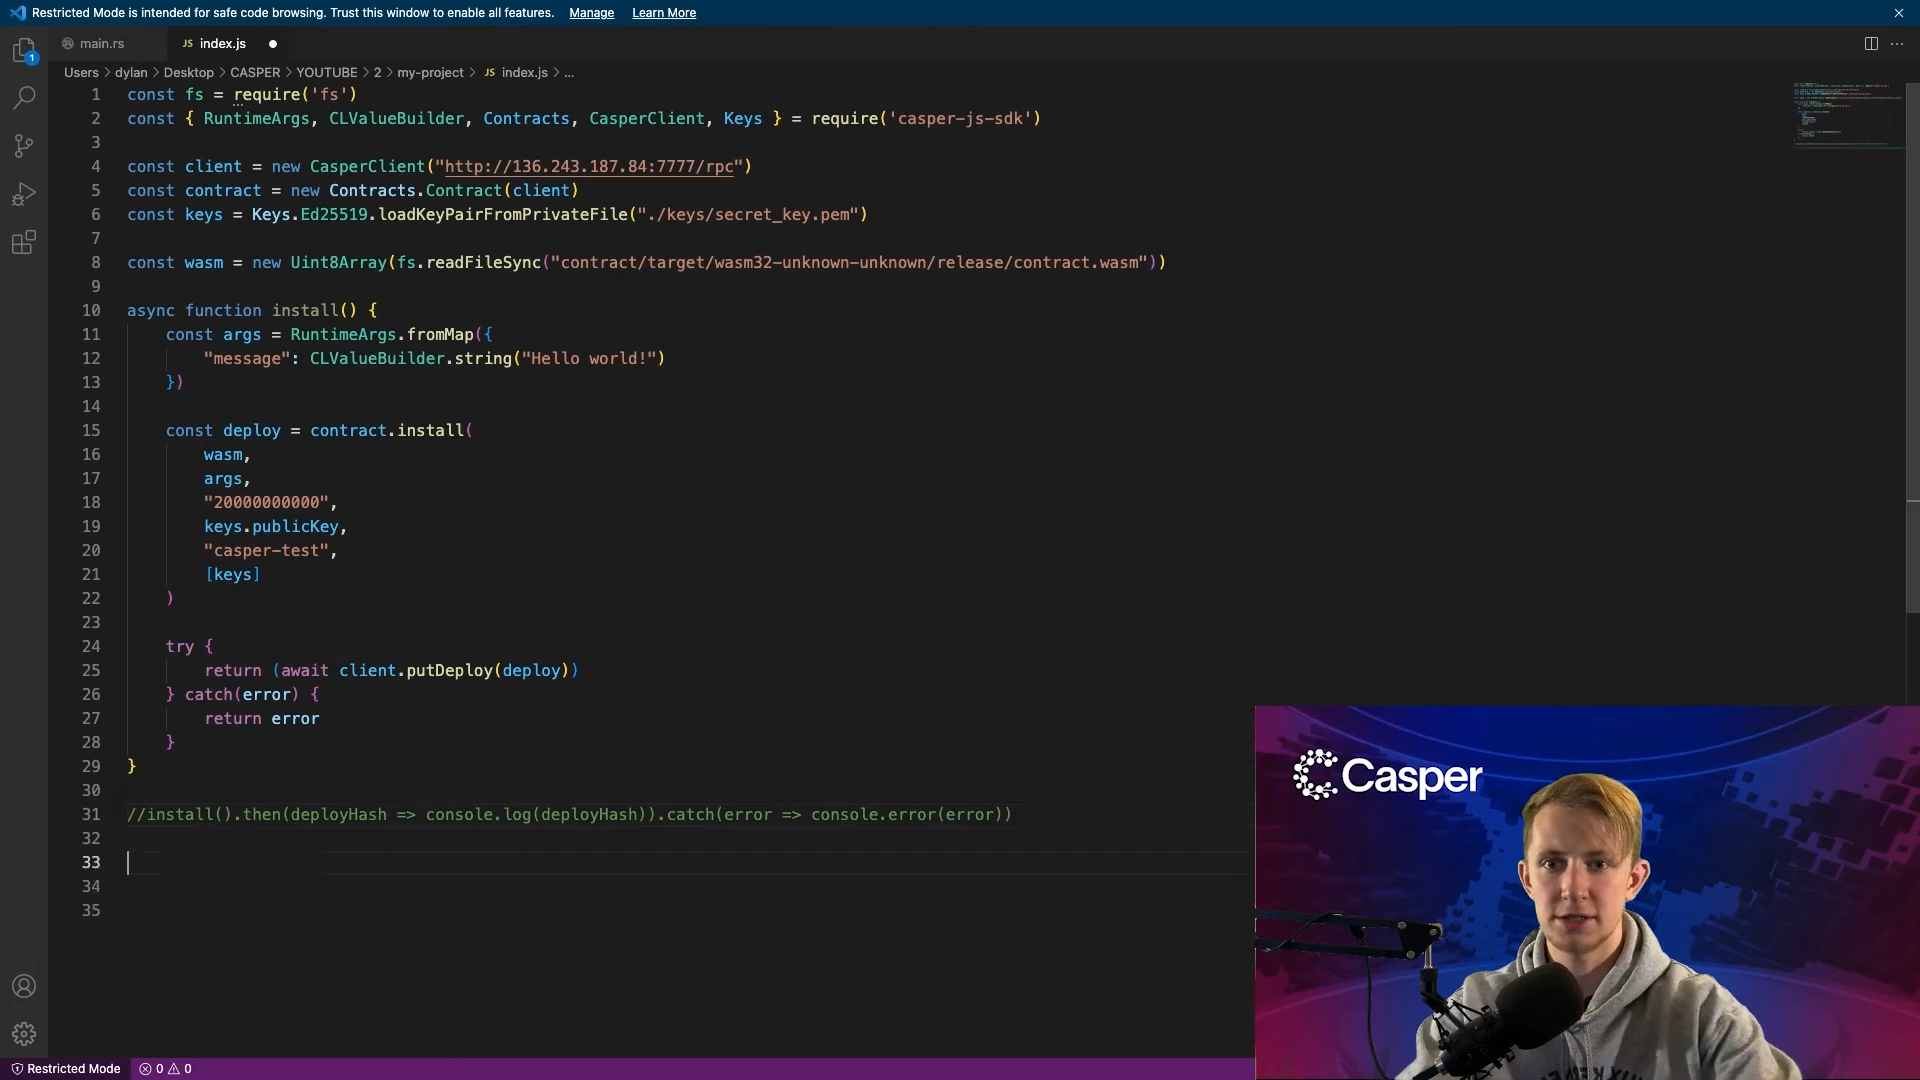 Restricted Mode is intended for safe code browsing. Trust this window to enable all features. Manage Learn More
main.rs JS index.js
Users > dylan > Desktop > CASPER > YOUTUBE > 2 > my-project > JS index.js > ...
1
1 const fs = require('fs')
2 const { RuntimeArgs, CLValueBuilder, Contracts, CasperClient, Keys } = require('casper-js-sdk')
3
4 const client = new CasperClient("http://136.243.187.84:7777/rpc")
5 const contract = new Contracts.Contract(client)
6 const keys = Keys.Ed25519.loadKeyPairFromPrivateFile("./keys/secret_key.pem")
7
8 const wasm = new Uint8Array(fs.readFileSync("contract/target/wasm32-unknown-unknown/release/contract.wasm"))
9
10 async function install() {
11 const args = RuntimeArgs.fromMap({
12 "message": CLValueBuilder.string("Hello world!")
13 })
14
15 const deploy = contract.install(
16 wasm,
17 args,
18 "20000000000",
19 keys.publicKey,
20 "casper-test",
21 [keys]
22 )
23
24 try {
25 return (await client.putDeploy(deploy))
26 } catch(error) {
27 return error
28 }
29 }
30
31 //install().then(deployHash => console.log(deployHash)).catch(error => console.error(error))
32
33
34
35
Casper
Restricted Mode 0 0